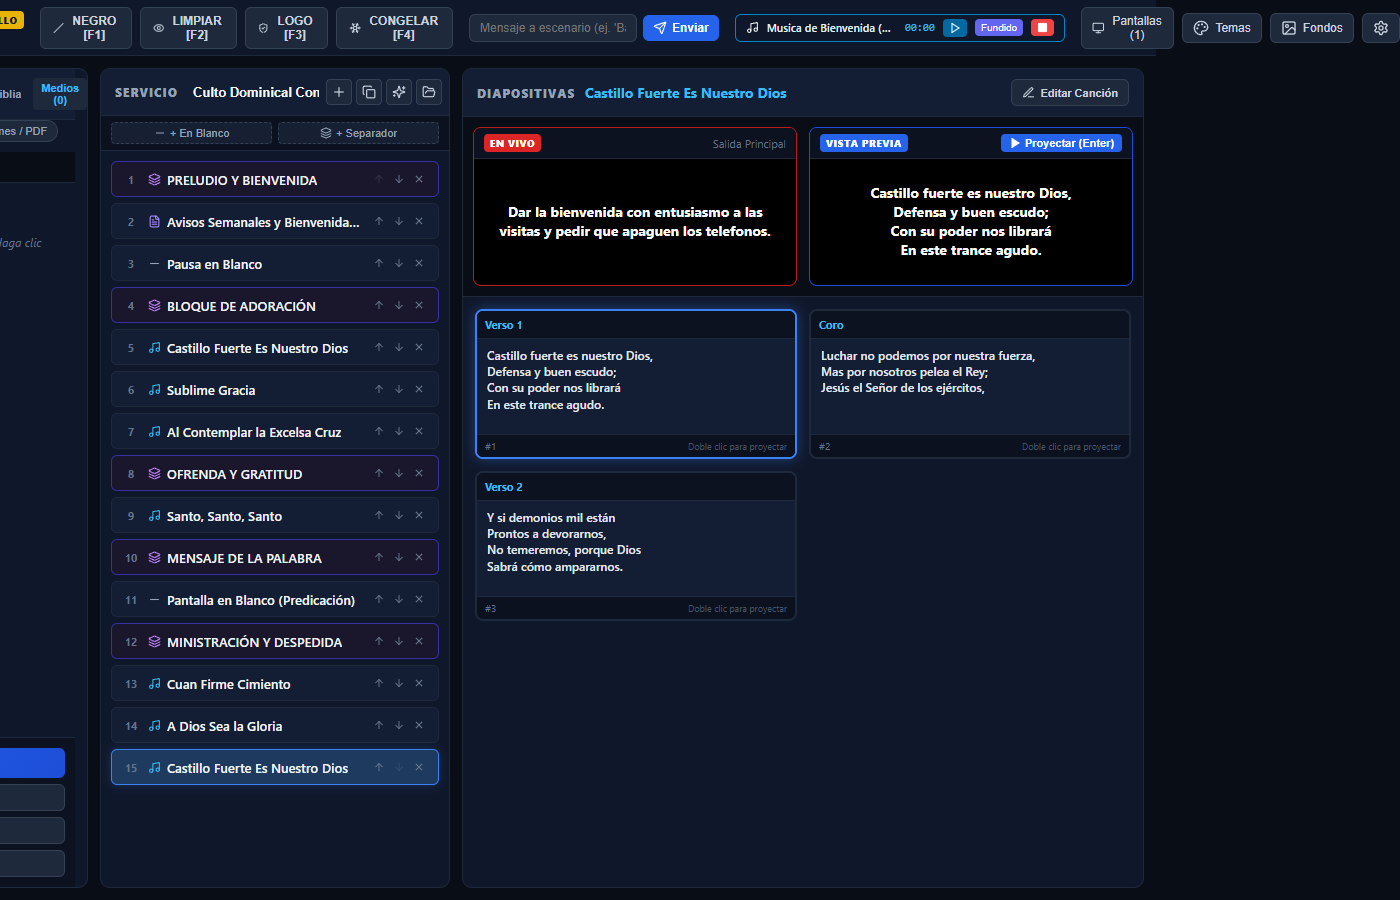 LLO
NEGRO
[F1]
LIMPIAR
[F2]
LOGO
[F3]
CONGELAR
[F4]
Mensaje a escenario (ej. 'Ba
Enviar
Musica de Bienvenida (...
00:00
Fundido
Pantallas
(1)
Temas
Fondos
iblia
Medios
(0)
nes / PDF
Haga clic
SERVICIO
Culto Dominical Con
+ En Blanco
+ Separador
1 PRELUDIO Y BIENVENIDA
2 Avisos Semanales y Bienvenida...
3 Pausa en Blanco
4 BLOQUE DE ADORACIÓN
5 Castillo Fuerte Es Nuestro Dios
6 Sublime Gracia
7 Al Contemplar la Excelsa Cruz
8 OFRENDA Y GRATITUD
9 Santo, Santo, Santo
10 MENSAJE DE LA PALABRA
11 Pantalla en Blanco (Predicación)
12 MINISTRACIÓN Y DESPEDIDA
13 Cuan Firme Cimiento
14 A Dios Sea la Gloria
15 Castillo Fuerte Es Nuestro Dios
DIAPOSITIVAS
Castillo Fuerte Es Nuestro Dios
Editar Canción
EN VIVO
Salida Principal
Dar la bienvenida con entusiasmo a las
visitas y pedir que apaguen los telefonos.
VISTA PREVIA
Proyectar (Enter)
Castillo fuerte es nuestro Dios,
Defensa y buen escudo;
Con su poder nos librará
En este trance agudo.
Verso 1
Castillo fuerte es nuestro Dios,
Defensa y buen escudo;
Con su poder nos librará
En este trance agudo.
#1
Doble clic para proyectar
Coro
Luchar no podemos por nuestra fuerza,
Mas por nosotros pelea el Rey;
Jesús el Señor de los ejércitos,
#2
Doble clic para proyectar
Verso 2
Y si demonios mil están
Prontos a devorarnos,
No temeremos, porque Dios
Sabrá cómo ampararnos.
#3
Doble clic para proyectar